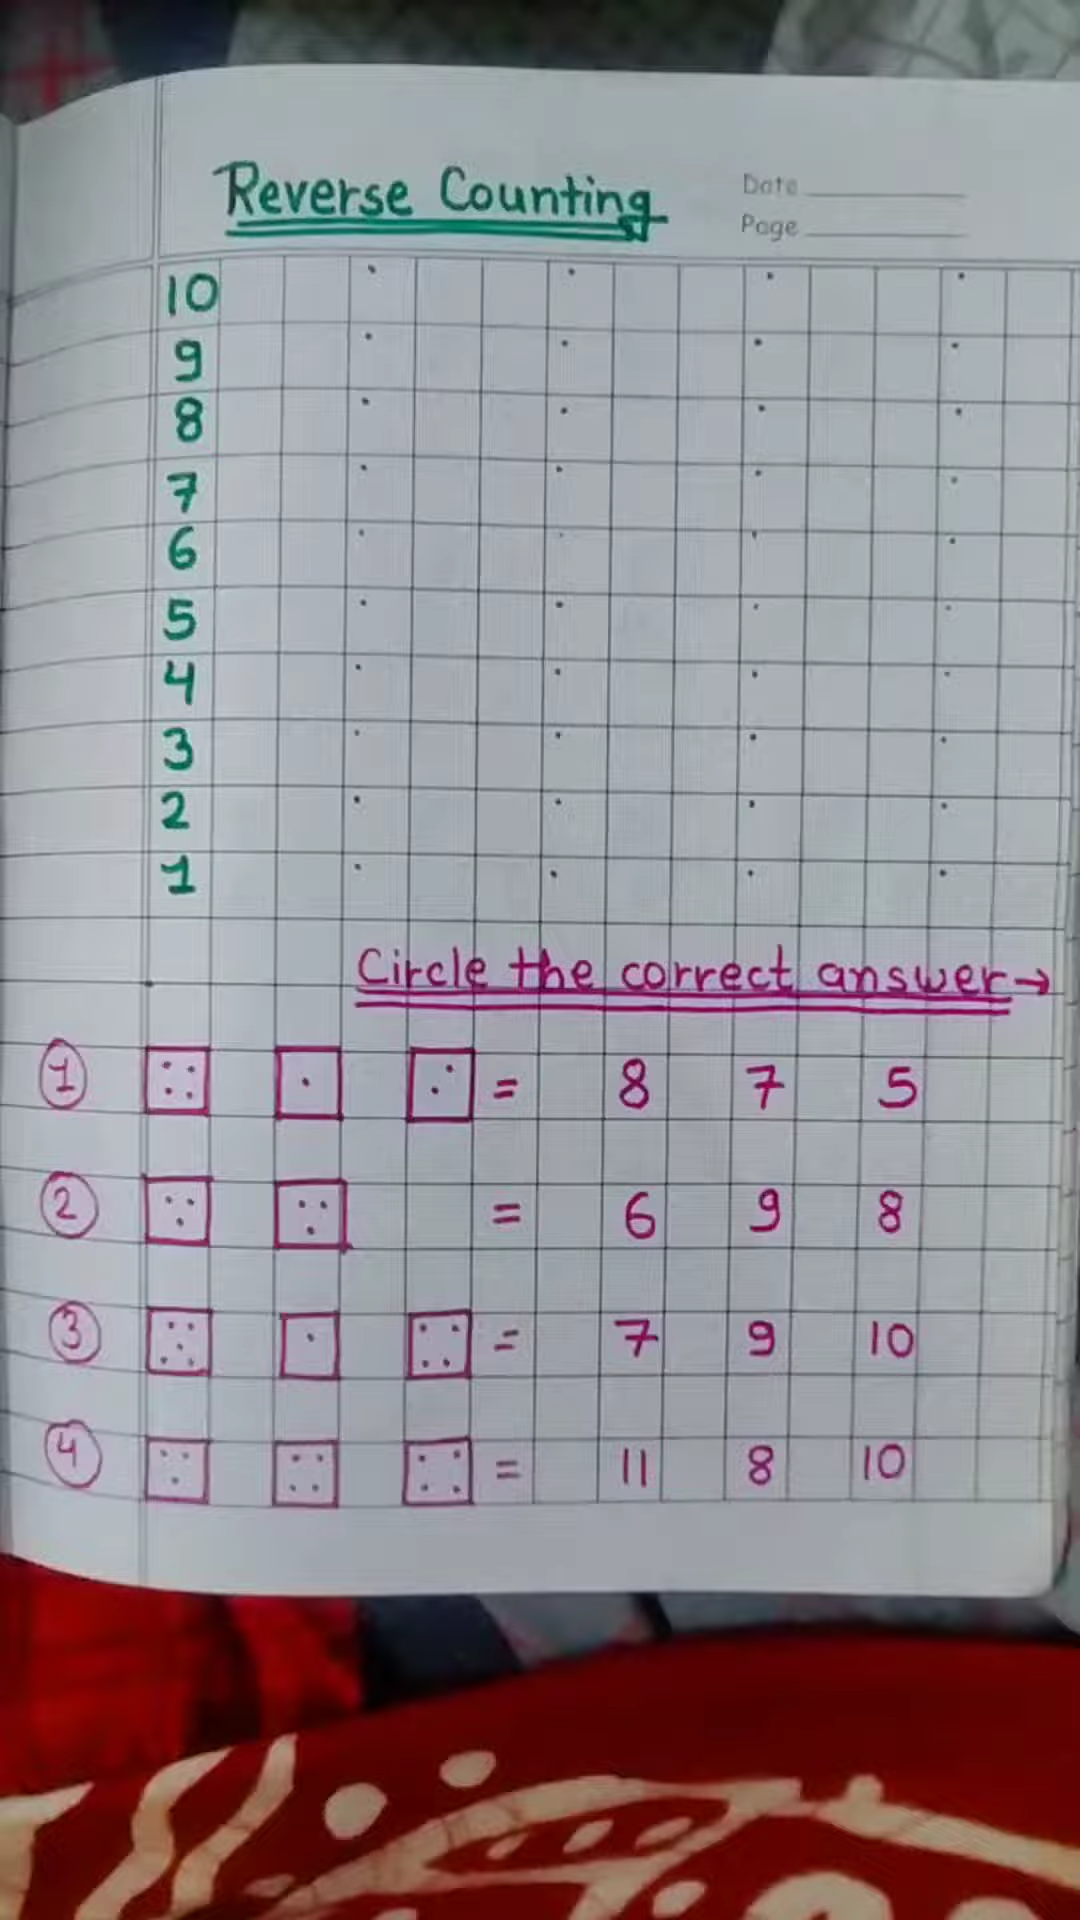 Reverse Counting
Date
Page
10
9
8
7
6
5
4
3
2
1
Circle the correct answer→
1 = 8 7 5
2 = 6 9 8
3 = 7 9 10
4 = 11 8 10